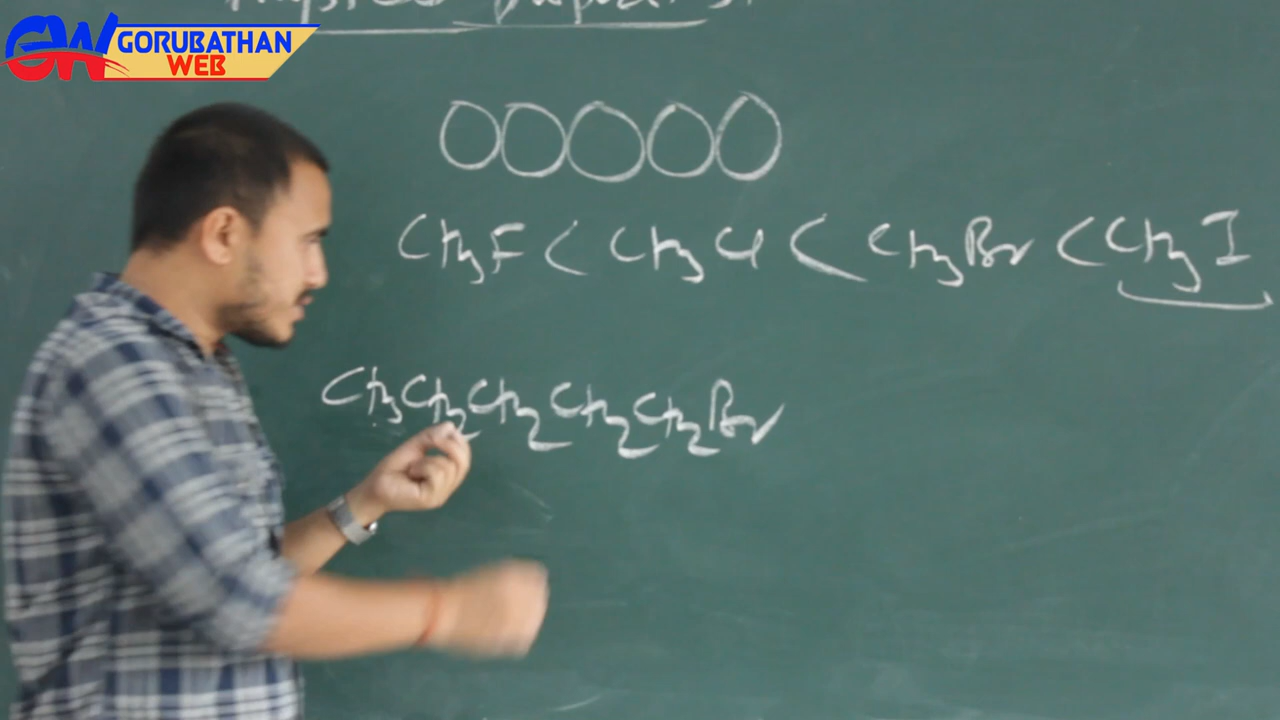 GORUBATHAN
WEB
OOOOO
CH3F < CH3Cl < CH3Br < CH3I
CH3CH2CH2CH2CH2Br